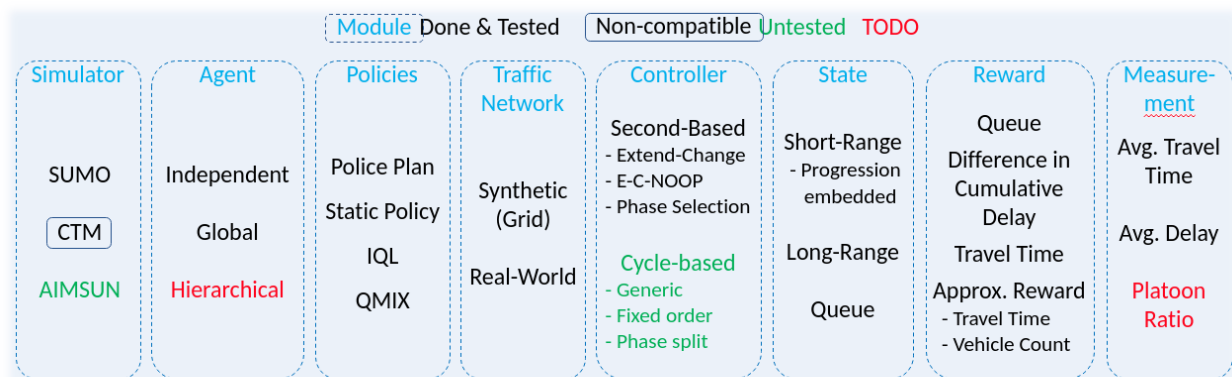 Module Done & Tested Non-compatible Untested TODO
Simulator
SUMO
CTM
AIMSUN
Agent
Independent
Global
Hierarchical
Policies
Police Plan
Static Policy
IQL
QMIX
Traffic
Network
Synthetic
(Grid)
Real-World
Controller
Second-Based
- Extend-Change
- E-C-NOOP
- Phase Selection
Cycle-based
- Generic
- Fixed order
- Phase split
State
Short-Range
- Progression
embedded
Long-Range
Queue
Reward
Queue
Difference in
Cumulative
Delay
Travel Time
Approx. Reward
- Travel Time
- Vehicle Count
Measure-
ment
Avg. Travel
Time
Avg. Delay
Platoon
Ratio